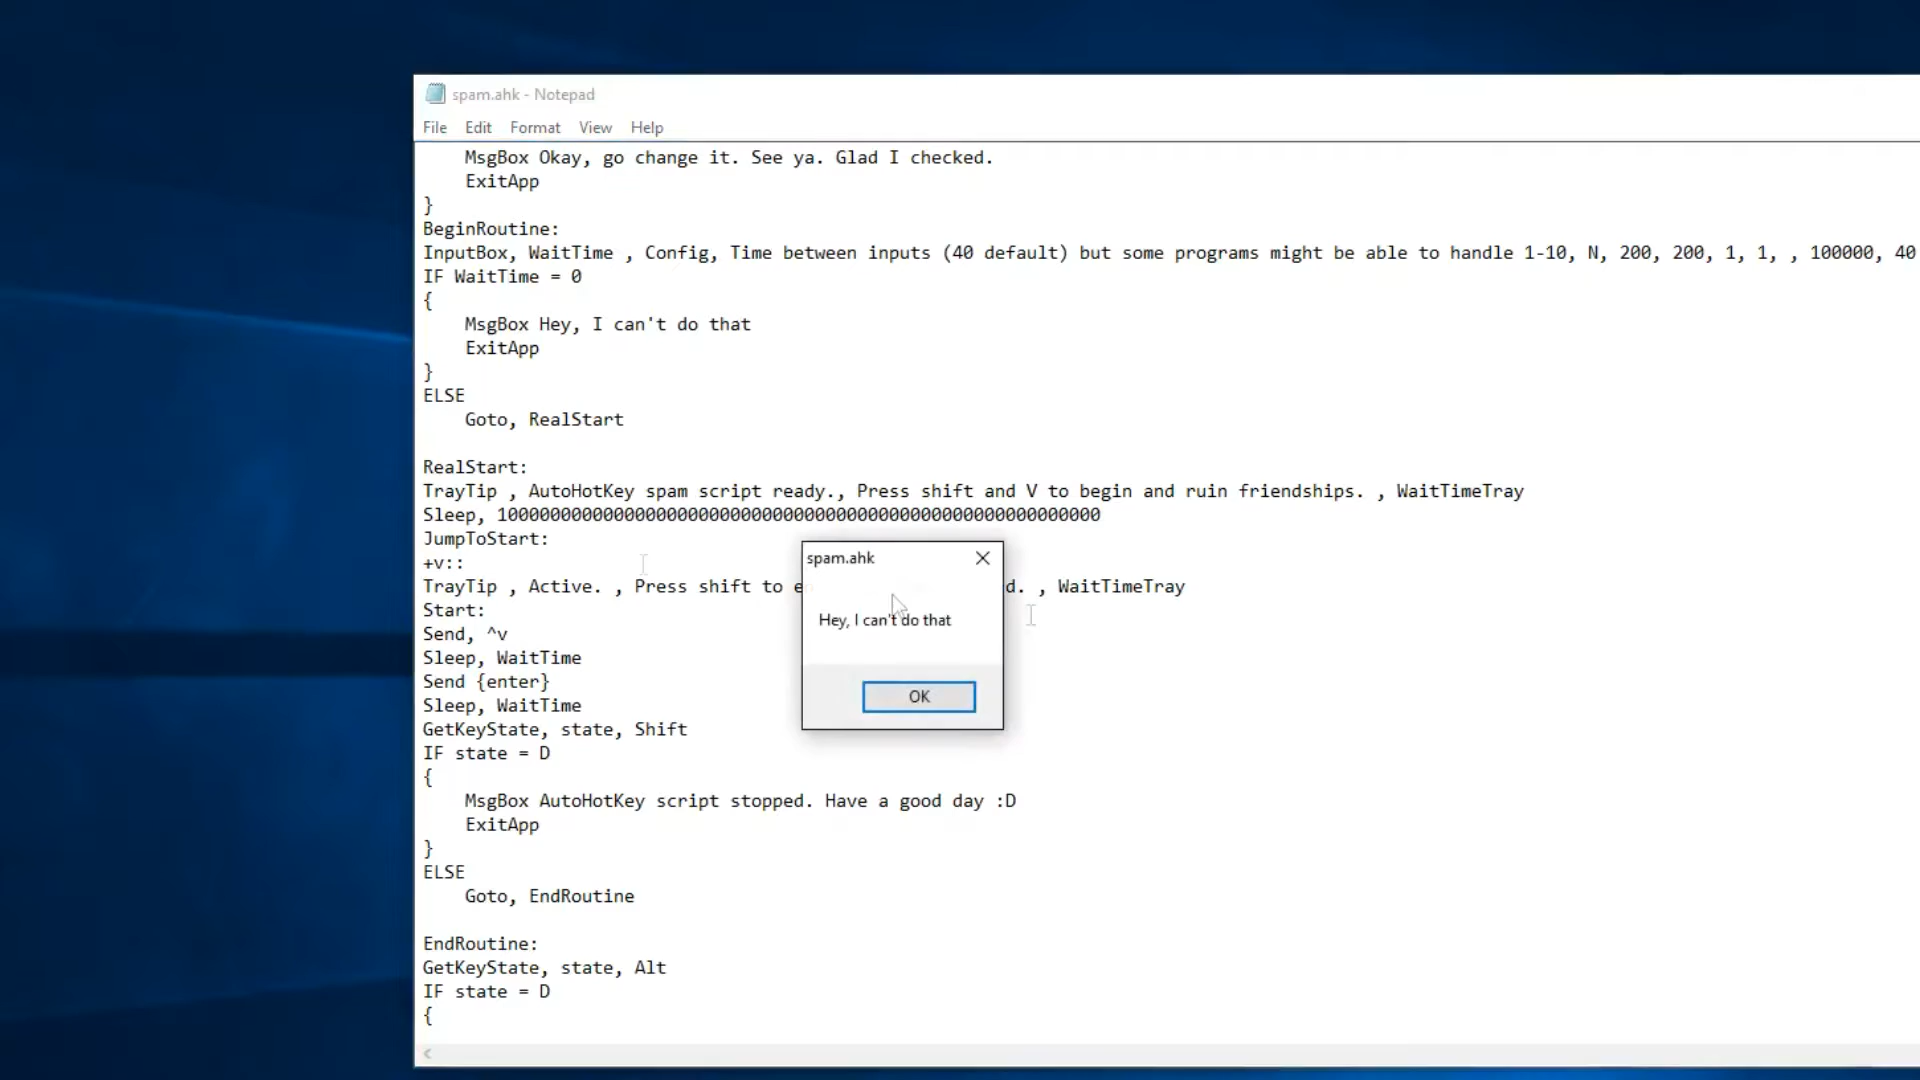 spam.ahk - Notepad
File Edit Format View Help
MsgBox Okay, go change it. See ya. Glad I checked.
ExitApp
}
BeginRoutine:
InputBox, WaitTime , Config, Time between inputs (40 default) but some programs might be able to handle 1-10, N, 200, 200, 1, 1, , 100000, 40
IF WaitTime = 0
{
MsgBox Hey, I can't do that
ExitApp
}
ELSE
Goto, RealStart
RealStart:
TrayTip , AutoHotKey spam script ready., Press shift and V to begin and ruin friendships. , WaitTimeTray
Sleep, 100000000000000000000000000000000000000000000000000000000
JumpToStart:
+v::
TrayTip , Active. , Press shift to e d. , WaitTimeTray
Start:
Send, ^v
Sleep, WaitTime
Send {enter}
Sleep, WaitTime
GetKeyState, state, Shift
IF state = D
{
MsgBox AutoHotKey script stopped. Have a good day :D
ExitApp
}
ELSE
Goto, EndRoutine
EndRoutine:
GetKeyState, state, Alt
IF state = D
{
spam.ahk
Hey, I can't do that
OK